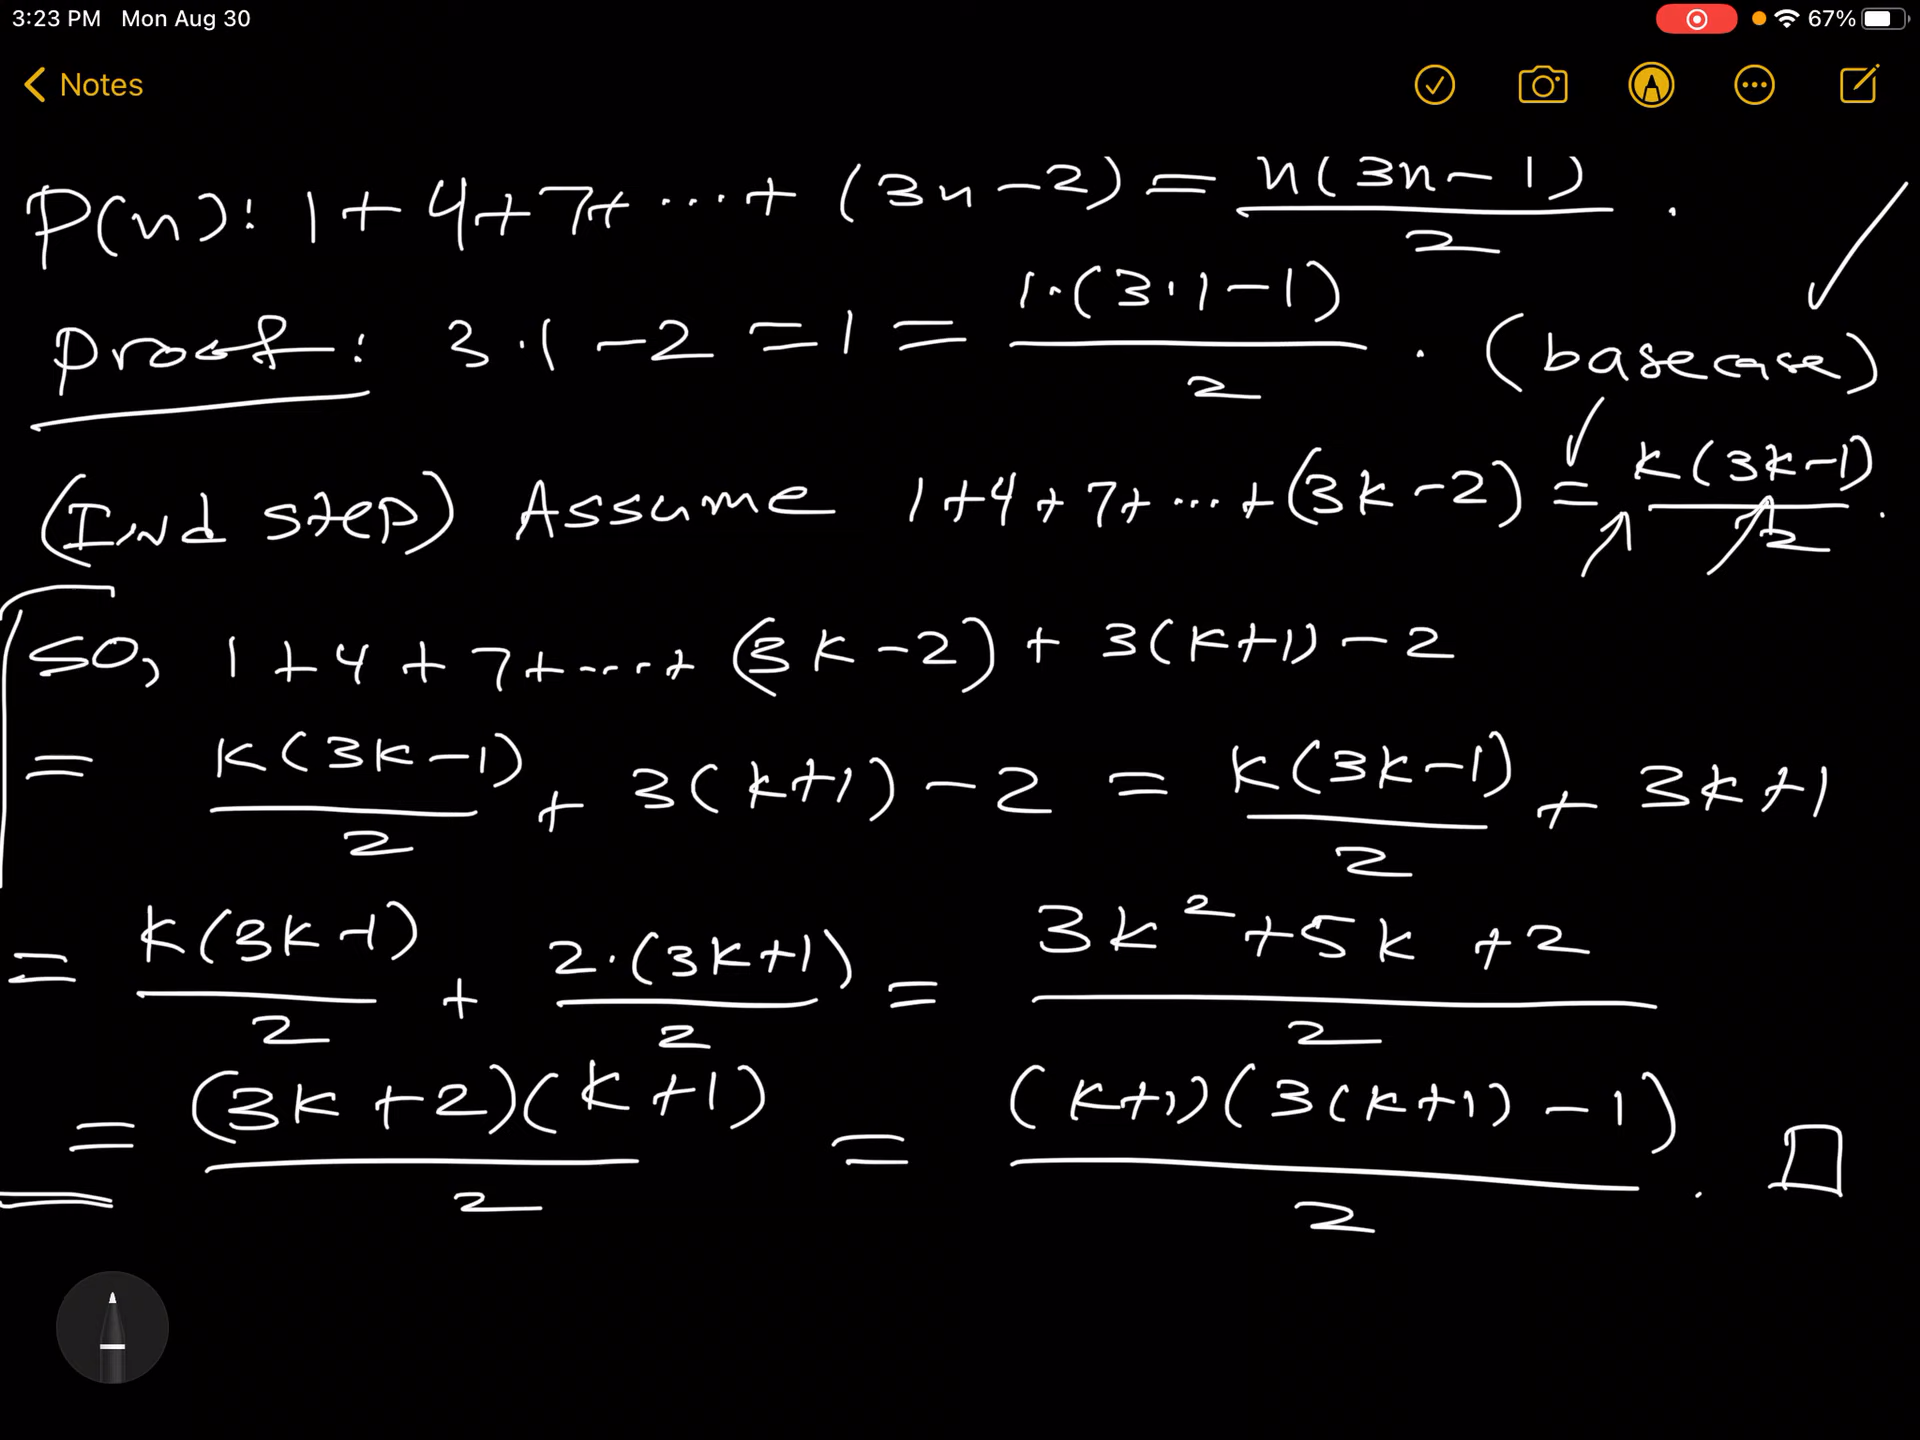 3:23 PM Mon Aug 30 67%
Notes
P(n): 1 + 4 + 7 + ... + (3n - 2) = n(3n - 1)/2 .
Proof: 3·1 - 2 = 1 = 1·(3·1 - 1)/2 . (base case)
(Ind step) Assume 1 + 4 + 7 + ... + (3k - 2) = k(3k - 1)/2 .
So, 1 + 4 + 7 + ... + (3k - 2) + 3(k+1) - 2
= k(3k - 1)/2 + 3(k+1) - 2 = k(3k - 1)/2 + 3k + 1
= k(3k - 1)/2 + 2·(3k+1)/2 = 3k² + 5k + 2/2
= (3k + 2)(k + 1)/2 = (k+1)(3(k+1) - 1)/2 . □